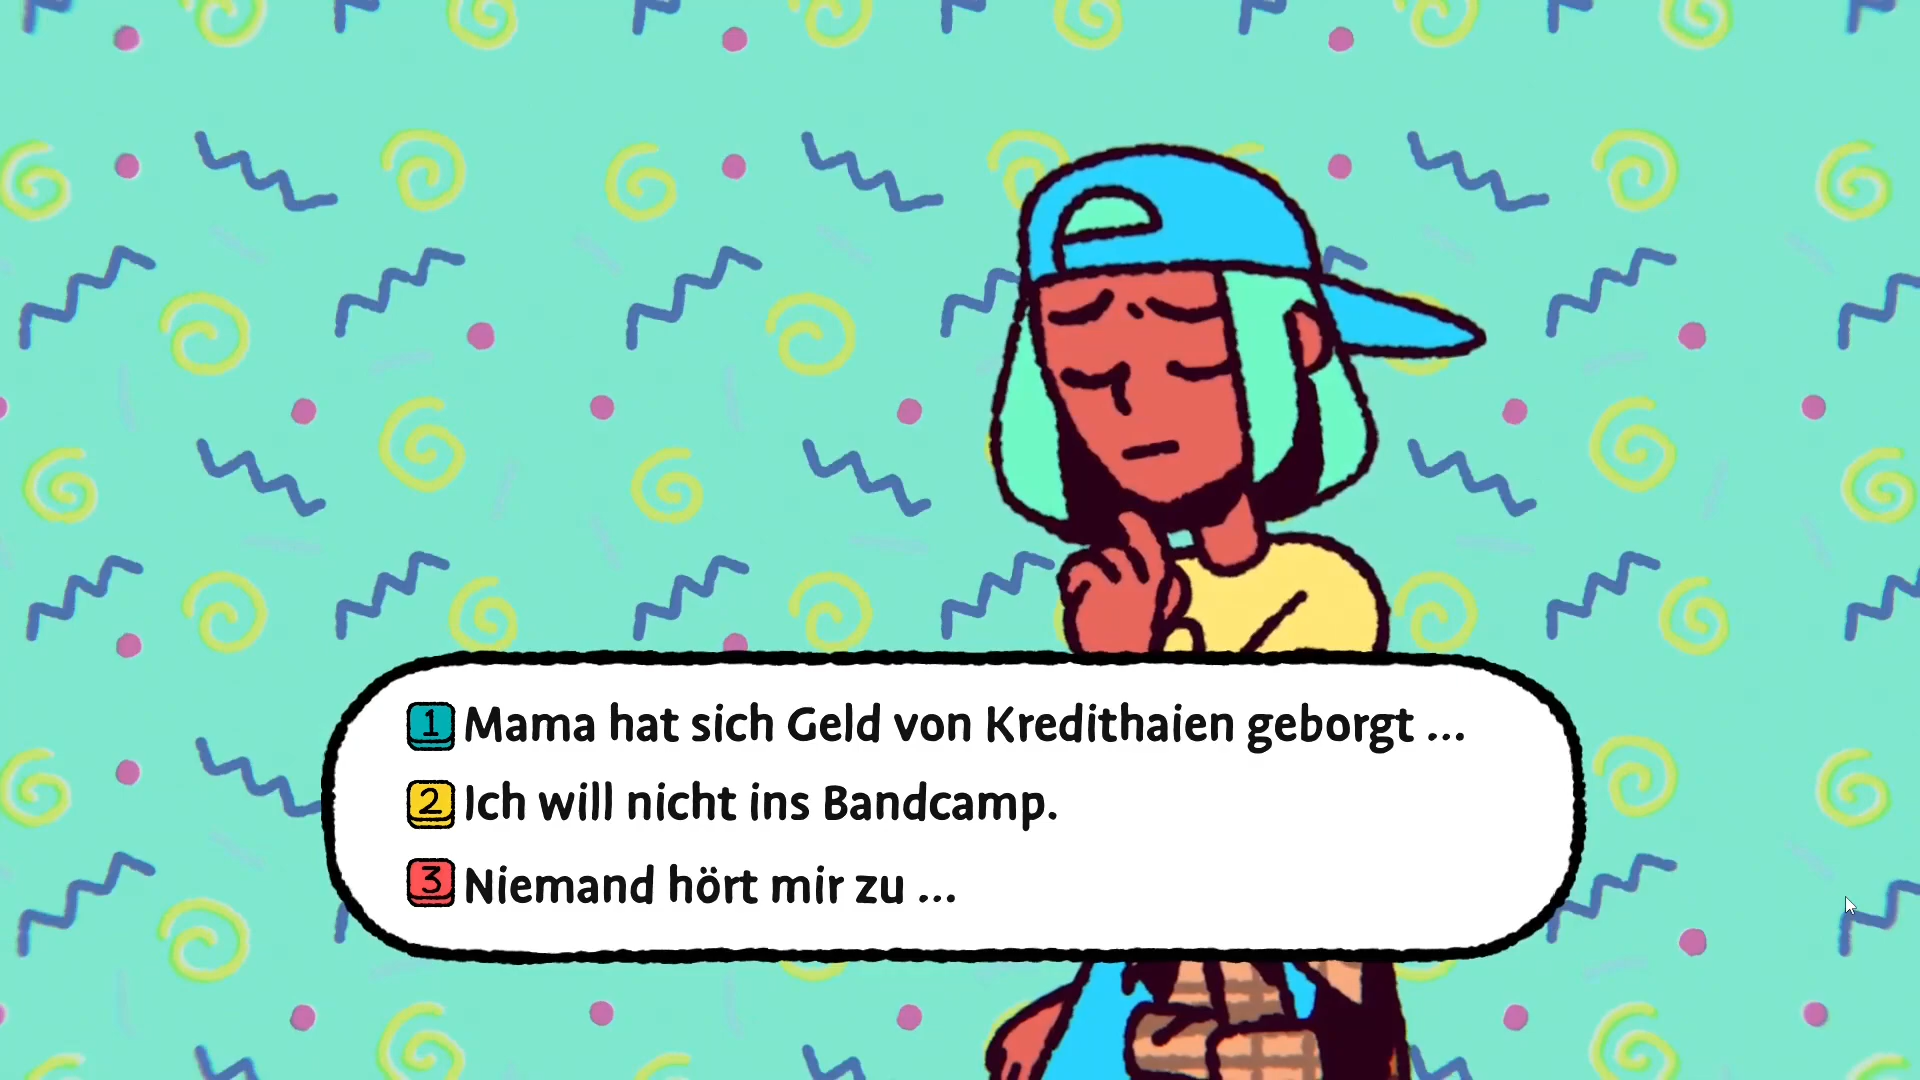 1 Mama hat sich Geld von Kredithaien geborgt ...
2 Ich will nicht ins Bandcamp.
3 Niemand hört mir zu ...